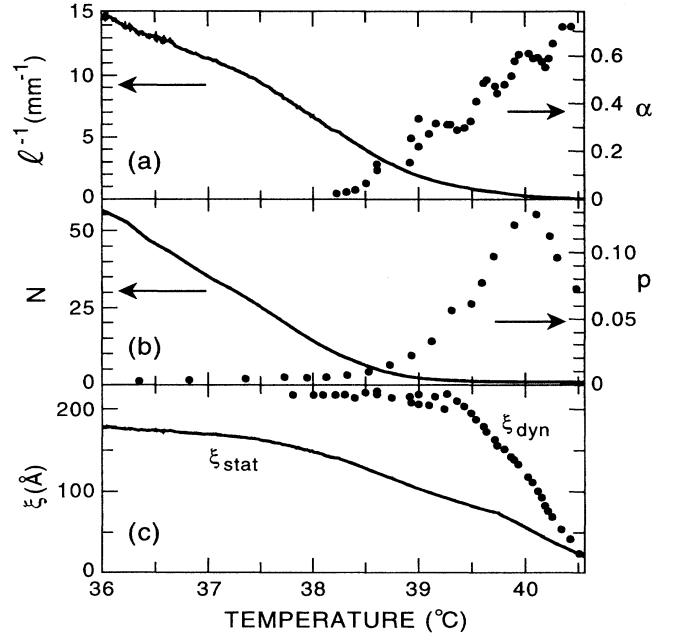 15
10
5
0
ℓ⁻¹ (mm⁻¹)
(a)
0.6
0.4
0.2
0
α
50
25
0
N
(b)
0.10
0.05
0
p
200
100
0
ξ (Å)
(c)
ξstat
ξdyn
36 37 38 39 40
TEMPERATURE (°C)